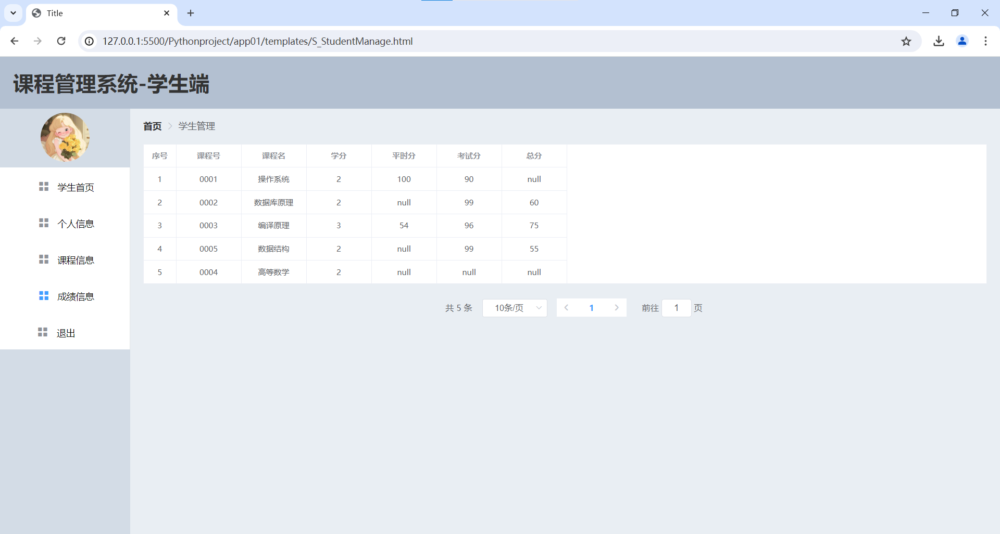 Title
127.0.0.1:5500/Pythonproject/app01/templates/S_StudentManage.html
课程管理系统-学生端
首页 学生管理
学生首页
个人信息
课程信息
成绩信息
退出
序号 课程号 课程名 学分 平时分 考试分 总分
1 0001 操作系统 2 100 90 null
2 0002 数据库原理 2 null 99 60
3 0003 编译原理 3 54 96 75
4 0005 数据结构 2 null 99 55
5 0004 高等数学 2 null null null
共 5 条 10条/页 1 前往 1 页